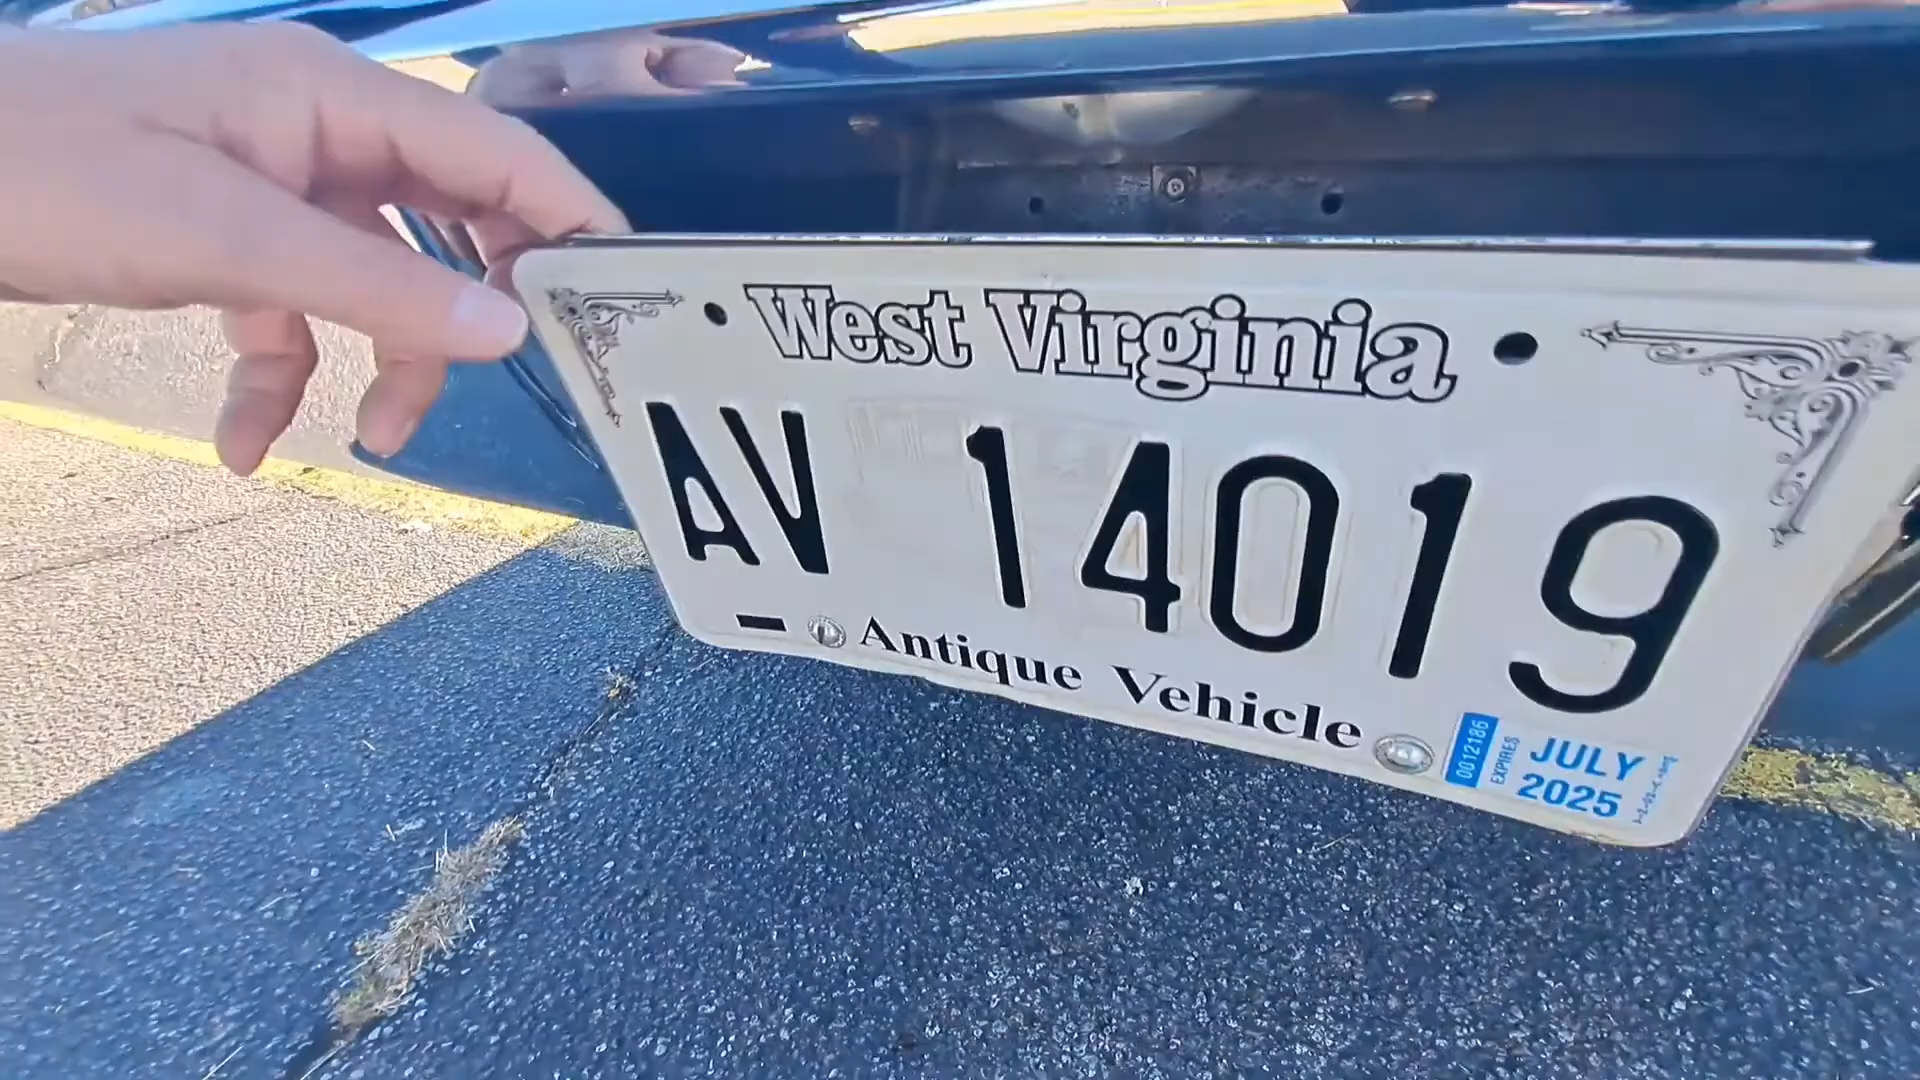 West Virginia
AV 14019
Antique Vehicle
0012186
EXPIRES
JULY
2025